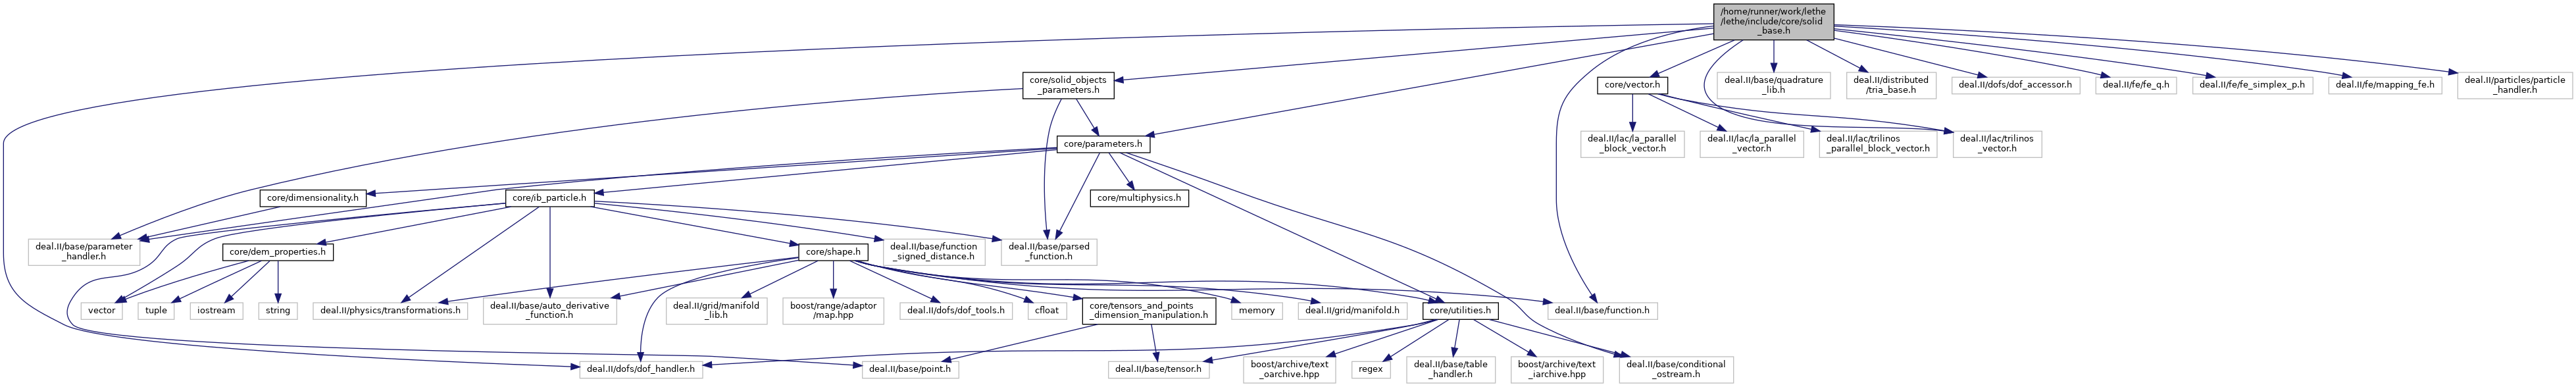 /home/runner/work/lethe
/lethe/include/core/solid
_base.h
core/solid_objects
_parameters.h
core/vector.h
deal.II/base/quadrature
_lib.h
deal.II/distributed
/tria_base.h
deal.II/dofs/dof_accessor.h
deal.II/fe/fe_q.h
deal.II/fe/fe_simplex_p.h
deal.II/fe/mapping_fe.h
deal.II/particles/particle
_handler.h
core/parameters.h
deal.II/lac/la_parallel
_block_vector.h
deal.II/lac/la_parallel
_vector.h
deal.II/lac/trilinos
_parallel_block_vector.h
deal.II/lac/trilinos
_vector.h
core/dimensionality.h
core/ib_particle.h
core/multiphysics.h
deal.II/base/parameter
_handler.h
core/dem_properties.h
core/shape.h
deal.II/base/function
_signed_distance.h
deal.II/base/parsed
_function.h
vector
tuple
iostream
string
deal.II/physics/transformations.h
deal.II/base/auto_derivative
_function.h
deal.II/grid/manifold
_lib.h
boost/range/adaptor
/map.hpp
deal.II/dofs/dof_tools.h
cfloat
core/tensors_and_points
_dimension_manipulation.h
memory
deal.II/grid/manifold.h
core/utilities.h
deal.II/base/function.h
deal.II/dofs/dof_handler.h
deal.II/base/point.h
deal.II/base/tensor.h
boost/archive/text
_oarchive.hpp
regex
deal.II/base/table
_handler.h
boost/archive/text
_iarchive.hpp
deal.II/base/conditional
_ostream.h